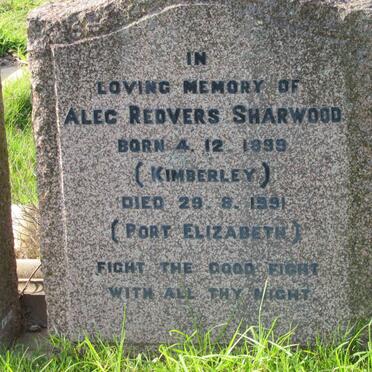 IN
LOVING MEMORY OF
ALEC REDVERS SHARWOOD
BORN 4. 12. 1899
(KIMBERLEY)
DIED 29. 8. 1991
(PORT ELIZABETH)
FIGHT THE GOOD FIGHT
WITH ALL THY MIGHT